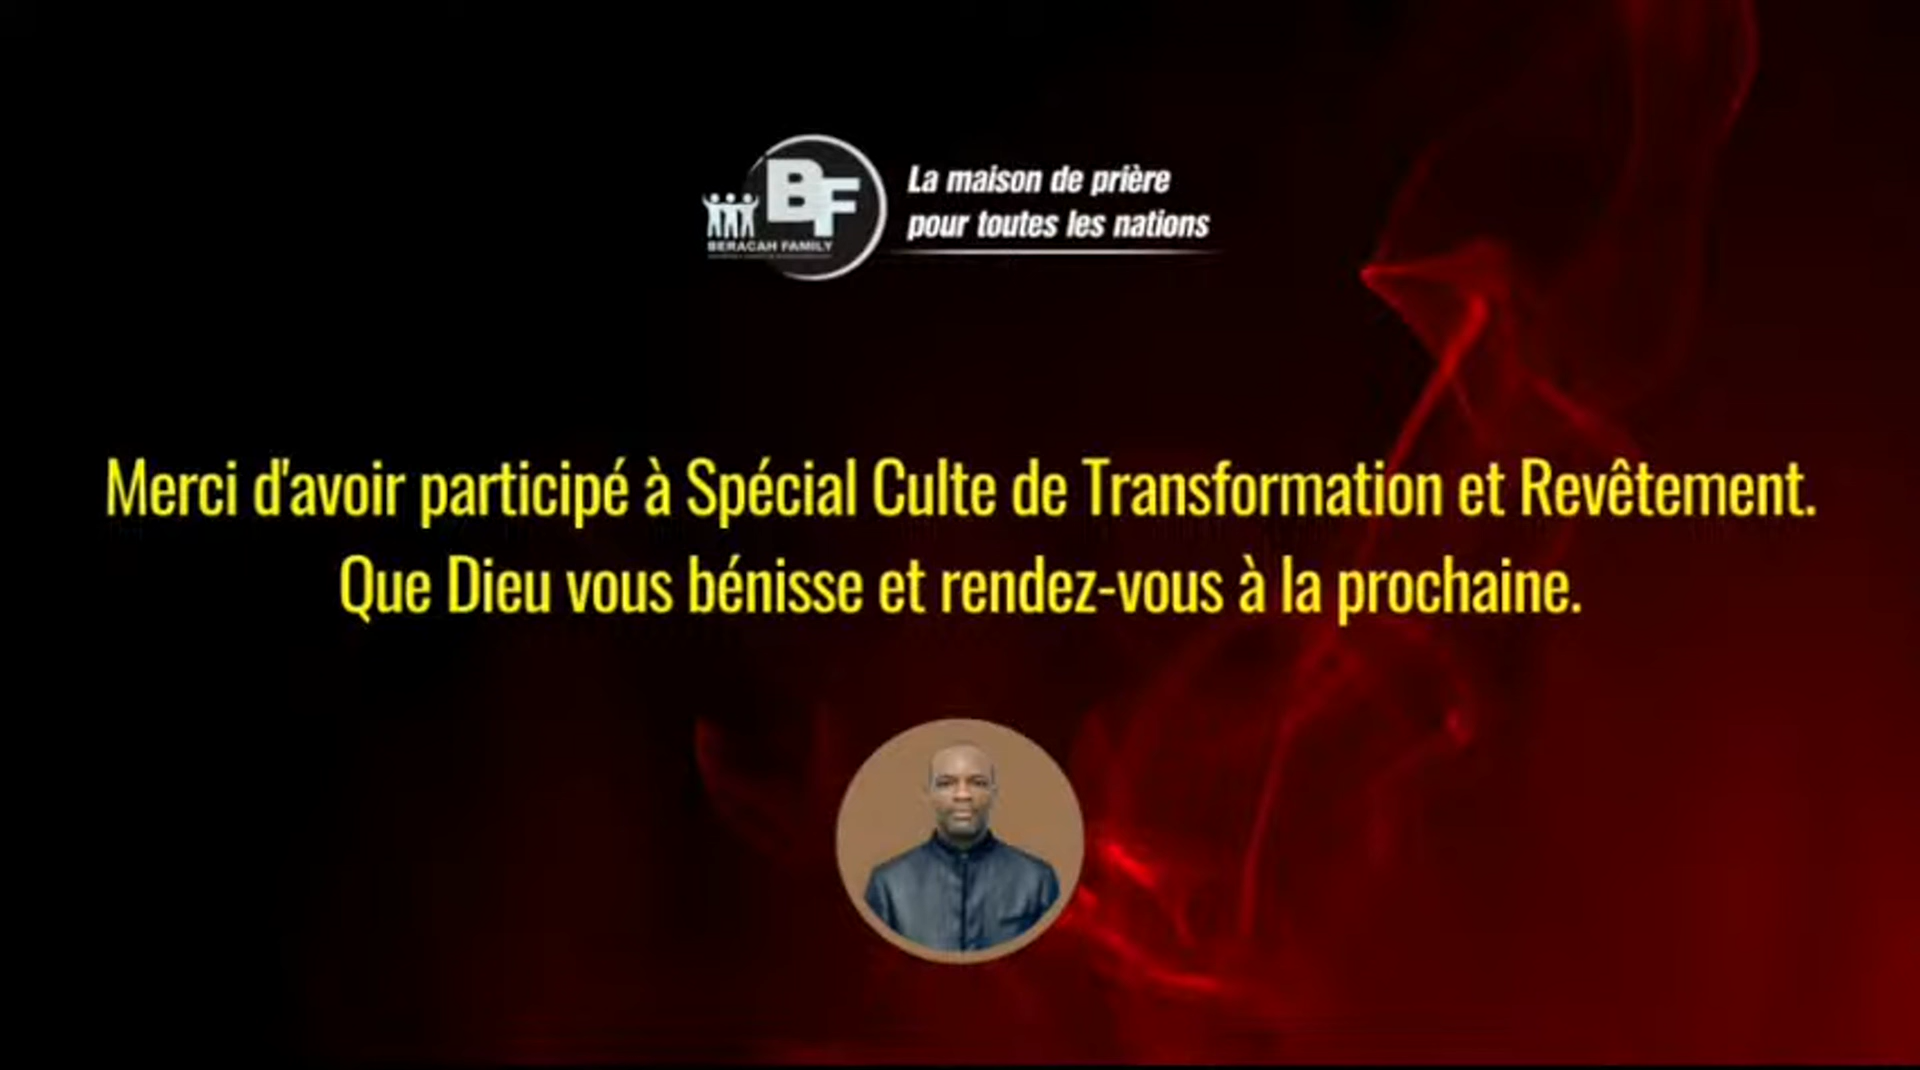 BF
BERACAH FAMILY
La maison de prière
pour toutes les nations
Merci d'avoir participé à Spécial Culte de Transformation et Revêtement.
Que Dieu vous bénisse et rendez-vous à la prochaine.